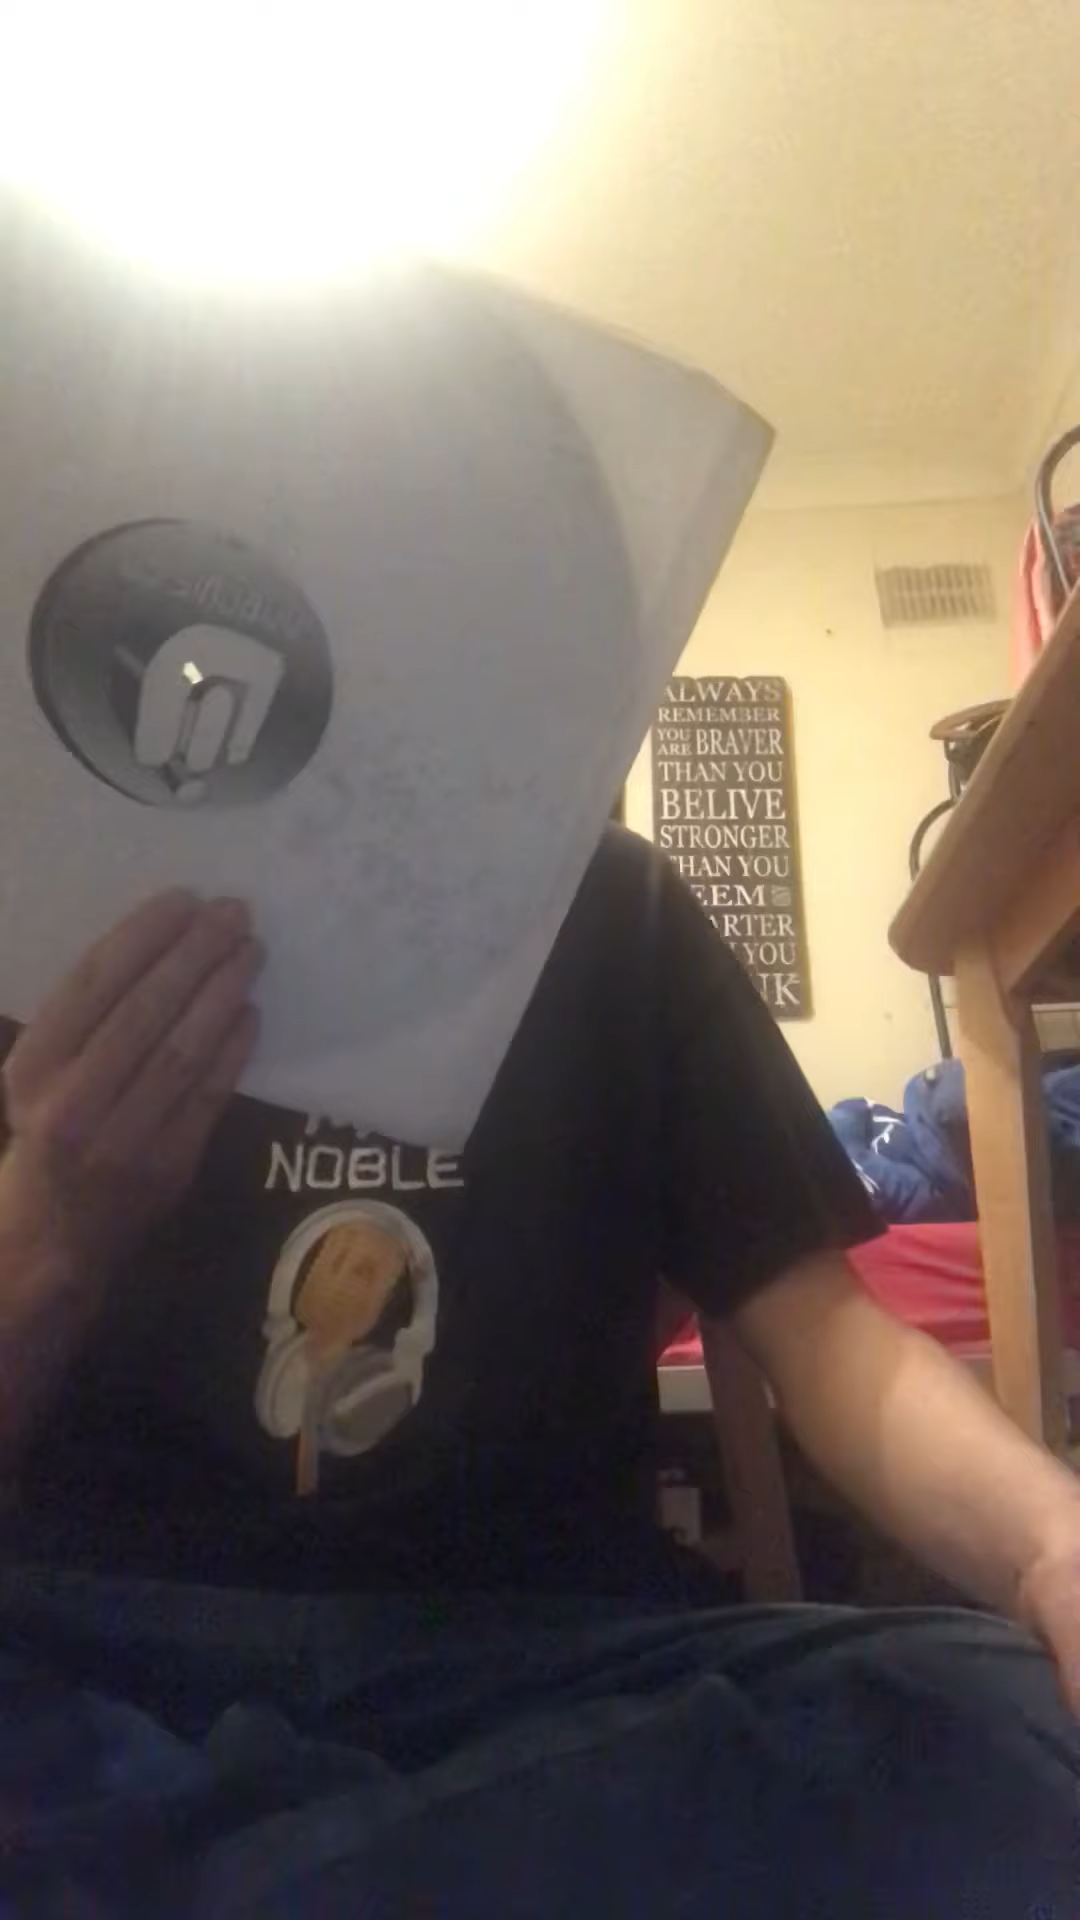 ALWAYS
REMEMBER
YOU ARE BRAVER
THAN YOU
BELIVE
STRONGER
THAN YOU
EEM
ARTER
YOU
NK
NOBLE